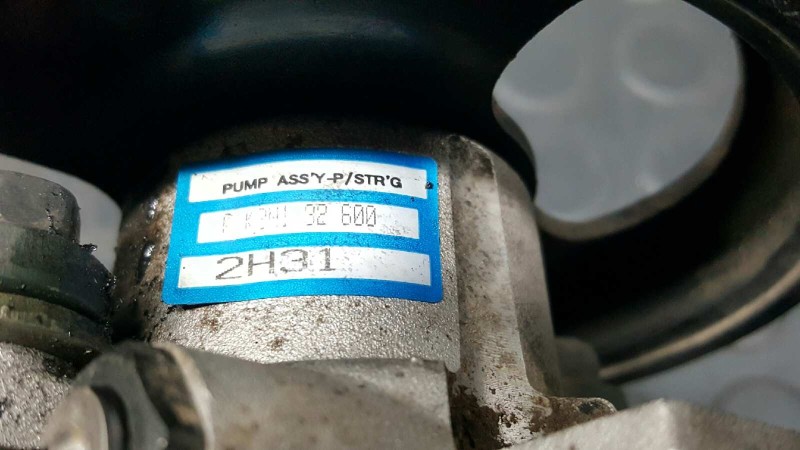 PUMP ASS'Y-P/STR'G
32 600
2H31